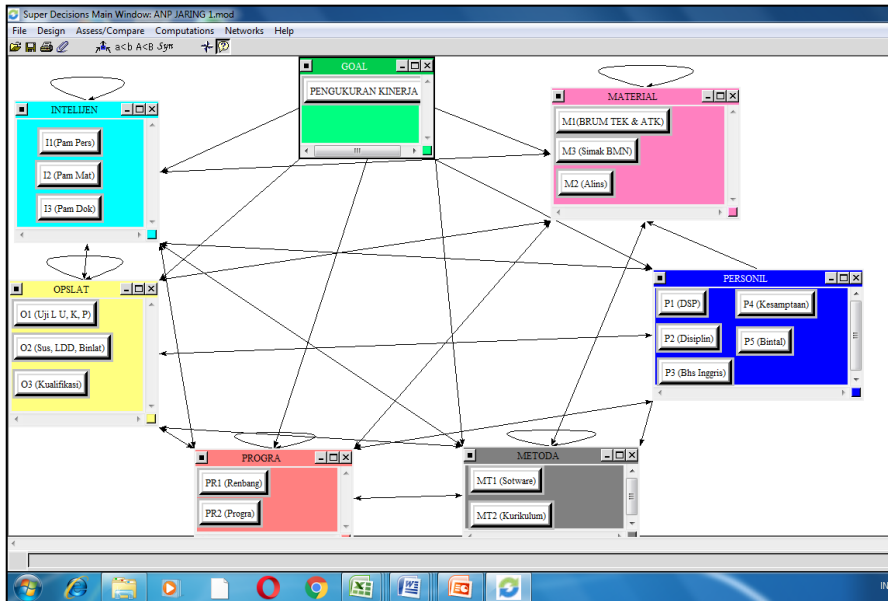 Super Decisions Main Window: ANP JARING 1.mod
File Design Assess/Compare Computations Networks Help
a<b A<B Syn
GOAL
PENGUKURAN KINERJA
INTELIJEN
I1(Pam Pers)
I2 (Pam Mat)
I3 (Pam Dok)
MATERIAL
M1(BRUM TEK & ATK)
M3 (Simak BMN)
M2 (Alins)
OPSLAT
O1 (Uji L U, K, P)
O2 (Sus, LDD, Binlat)
O3 (Kualifikasi)
PERSONIL
P1 (DSP)
P4 (Kesamptaan)
P2 (Disiplin)
P5 (Bintal)
P3 (Bhs Inggris)
PROGRA
PR1 (Renbang)
PR2 (Progra)
METODA
MT1 (Sotware)
MT2 (Kurikulum)
IN